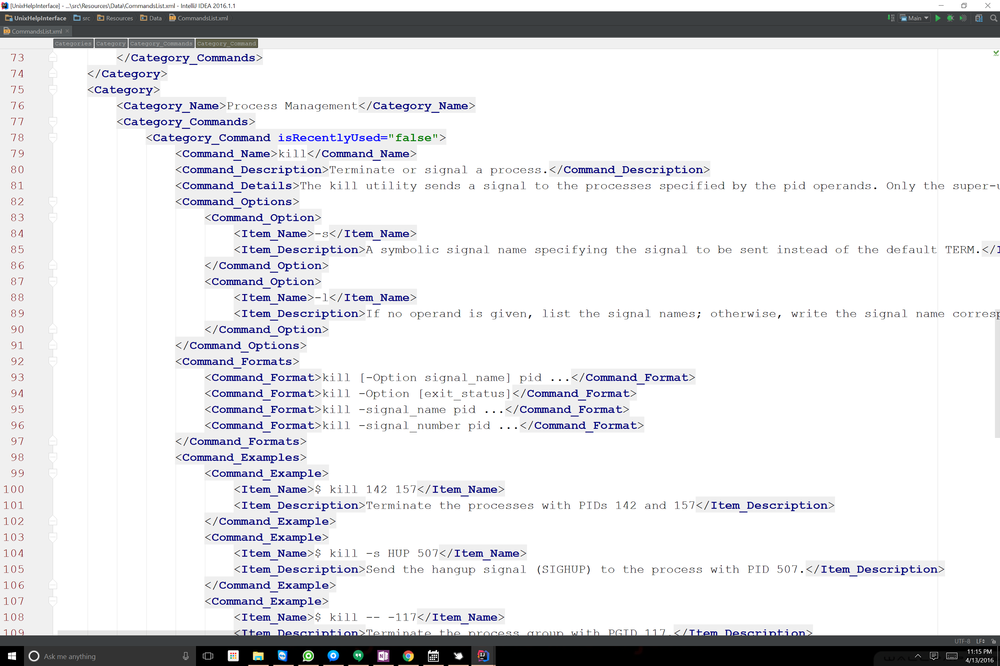 [UnixHelpInterface] - ...\src\Resources\Data\CommandsList.xml - IntelliJ IDEA 2016.1.1
UnixHelpInterface src Resources Data CommandsList.xml Main
CommandsList.xml
Categories Category Category_Commands Category_Command
73 </Category_Commands>
74 </Category>
75 <Category>
76 <Category_Name>Process Management</Category_Name>
77 <Category_Commands>
78 <Category_Command isRecentlyUsed="false">
79 <Command_Name>kill</Command_Name>
80 <Command_Description>Terminate or signal a process.</Command_Description>
81 <Command_Details>The kill utility sends a signal to the processes specified by the pid operands. Only the super-u
82 <Command_Options>
83 <Command_Option>
84 <Item_Name>-s</Item_Name>
85 <Item_Description>A symbolic signal name specifying the signal to be sent instead of the default TERM.</I
86 </Command_Option>
87 <Command_Option>
88 <Item_Name>-l</Item_Name>
89 <Item_Description>If no operand is given, list the signal names; otherwise, write the signal name corresp
90 </Command_Option>
91 </Command_Options>
92 <Command_Formats>
93 <Command_Format>kill [-Option signal_name] pid ...</Command_Format>
94 <Command_Format>kill -Option [exit_status]</Command_Format>
95 <Command_Format>kill -signal_name pid ...</Command_Format>
96 <Command_Format>kill -signal_number pid ...</Command_Format>
97 </Command_Formats>
98 <Command_Examples>
99 <Command_Example>
100 <Item_Name>$ kill 142 157</Item_Name>
101 <Item_Description>Terminate the processes with PIDs 142 and 157</Item_Description>
102 </Command_Example>
103 <Command_Example>
104 <Item_Name>$ kill -s HUP 507</Item_Name>
105 <Item_Description>Send the hangup signal (SIGHUP) to the process with PID 507.</Item_Description>
106 </Command_Example>
107 <Command_Example>
108 <Item_Name>$ kill -- -117</Item_Name>
109 <Item_Description>Terminate the process group with PGID 117.</Item_Description>
UTF-8 LF
Ask me anything
11:15 PM
4/13/2016